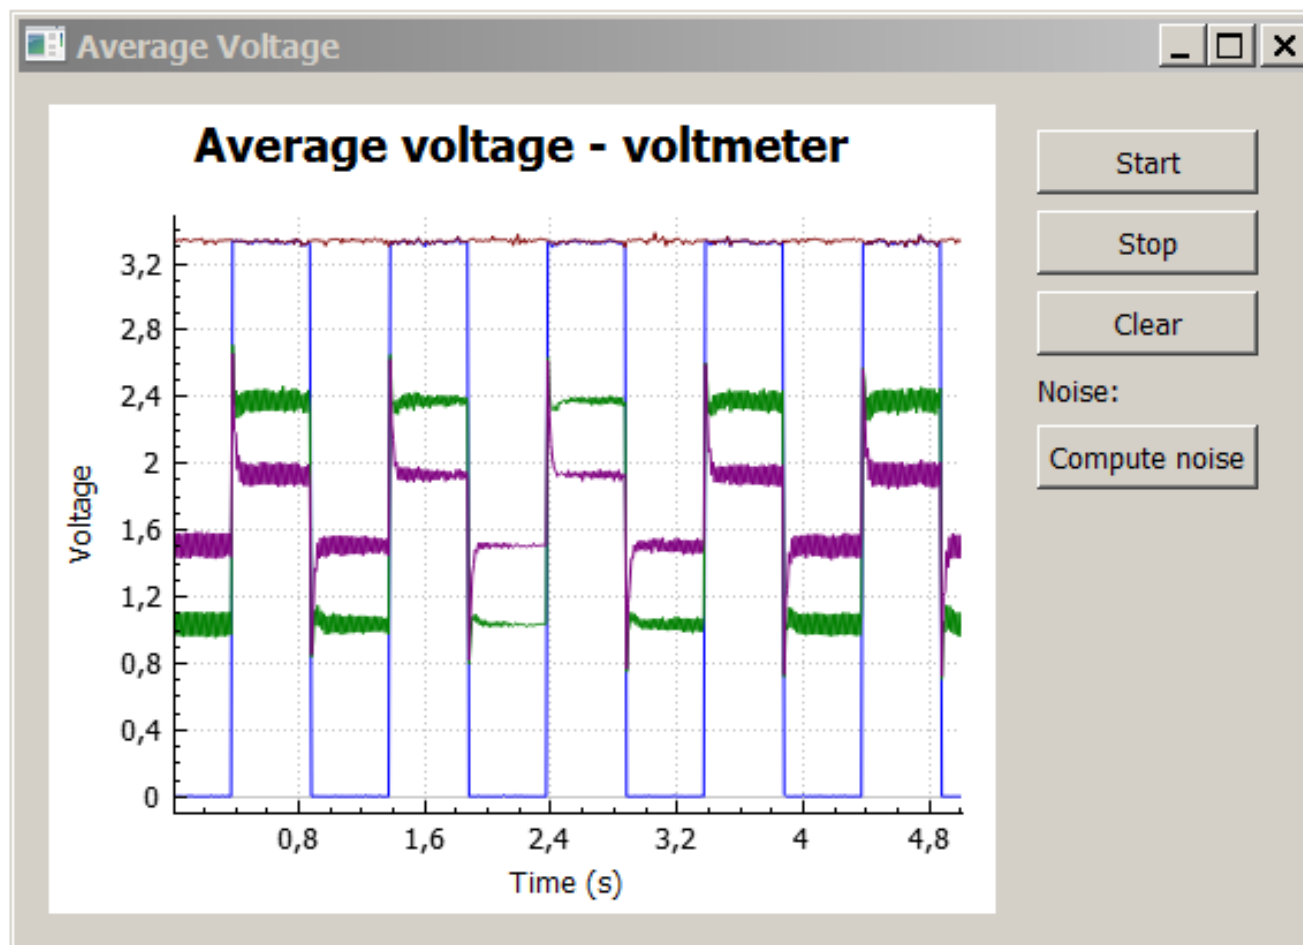 Average Voltage
Average voltage - voltmeter
Start
Stop
Clear
Noise:
Compute noise
Voltage
3,2
2,8
2,4
2
1,6
1,2
0,8
0,4
0
0,8 1,6 2,4 3,2 4 4,8
Time (s)